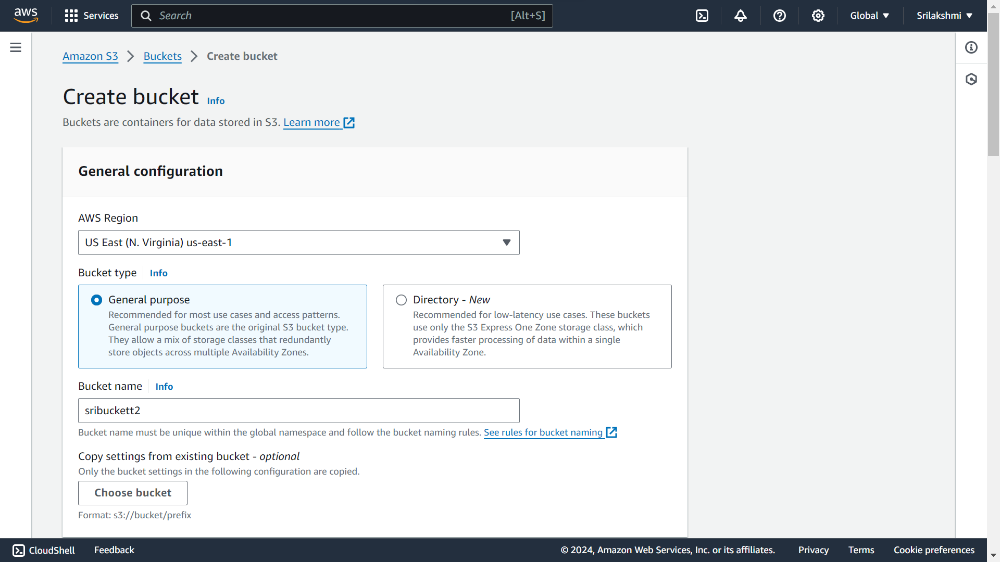 aws Services Search [Alt+S] Global Srilakshmi
Amazon S3 Buckets Create bucket
Create bucket Info
Buckets are containers for data stored in S3. Learn more
General configuration
AWS Region
US East (N. Virginia) us-east-1
Bucket type Info
General purpose
Recommended for most use cases and access patterns.
General purpose buckets are the original S3 bucket type.
They allow a mix of storage classes that redundantly
store objects across multiple Availability Zones.
Directory - New
Recommended for low-latency use cases. These buckets
use only the S3 Express One Zone storage class, which
provides faster processing of data within a single
Availability Zone.
Bucket name Info
sribuckett2
Bucket name must be unique within the global namespace and follow the bucket naming rules. See rules for bucket naming
Copy settings from existing bucket - optional
Only the bucket settings in the following configuration are copied.
Choose bucket
Format: s3://bucket/prefix
CloudShell Feedback © 2024, Amazon Web Services, Inc. or its affiliates. Privacy Terms Cookie preferences